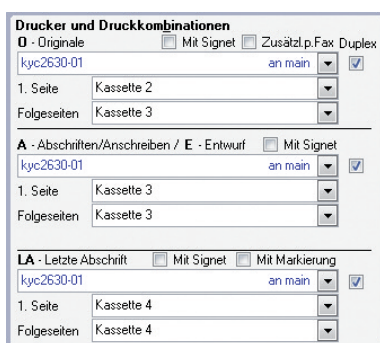 Drucker und Druckkombinationen
O - Originale Mit Signet Zusätzl.p.Fax Duplex
kyc2630-01 an main
1. Seite Kassette 2
Folgeseiten Kassette 3
A - Abschriften/Anschreiben / E - Entwurf Mit Signet
kyc2630-01 an main
1. Seite Kassette 3
Folgeseiten Kassette 3
LA - Letzte Abschrift Mit Signet Mit Markierung
kyc2630-01 an main
1. Seite Kassette 4
Folgeseiten Kassette 4